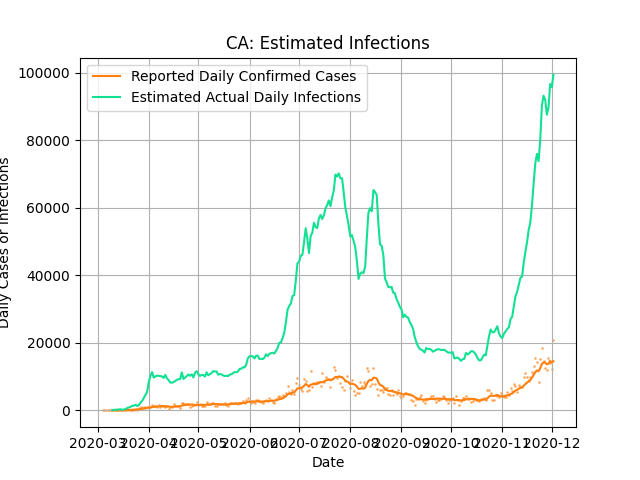 CA: Estimated Infections
Reported Daily Confirmed Cases
Estimated Actual Daily Infections
100000
80000
60000
40000
20000
0
Daily Cases or Infections
2020-03 2020-04 2020-05 2020-06 2020-07 2020-08 2020-09 2020-10 2020-11 2020-12
Date